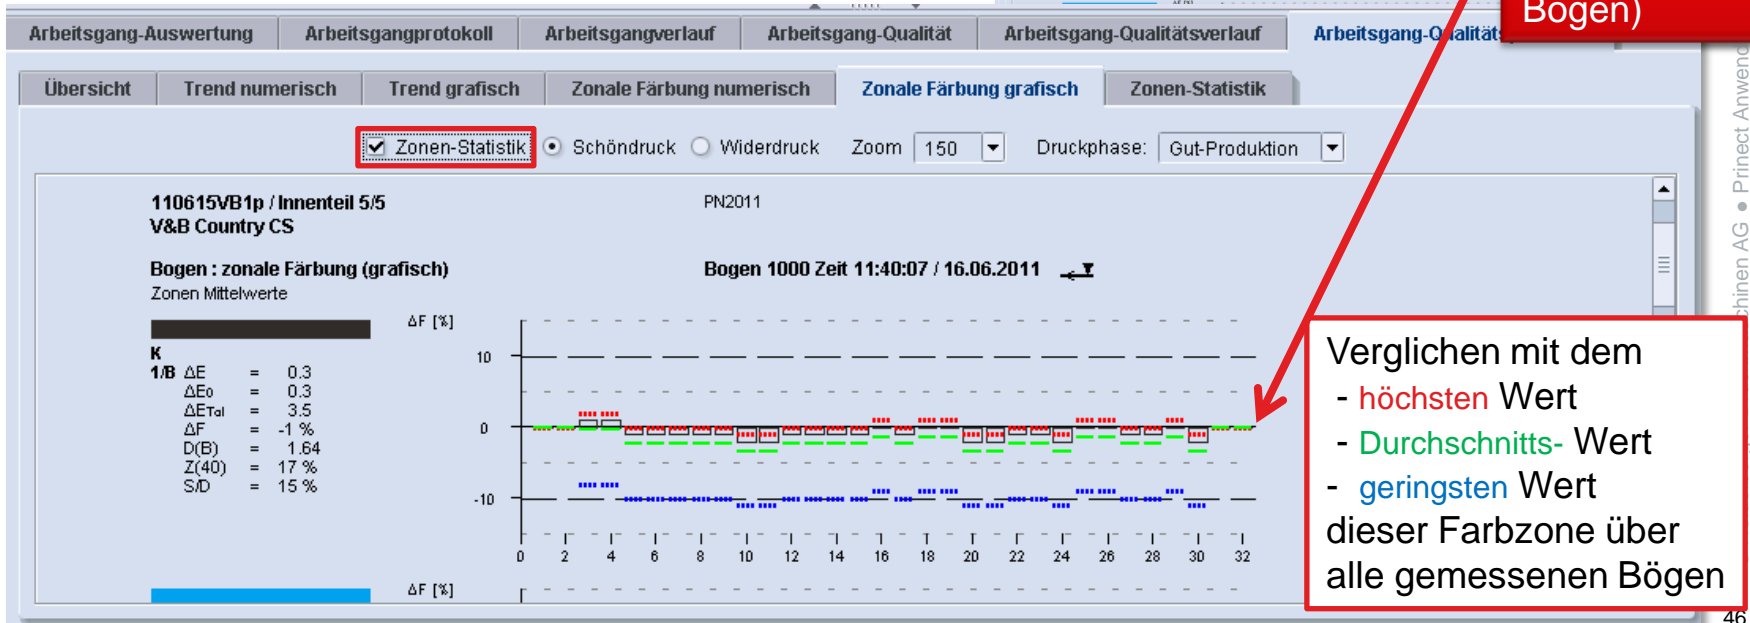 Bogen)
Arbeitsgang-Auswertung Arbeitsgangprotokoll Arbeitsgangverlauf Arbeitsgang-Qualität Arbeitsgang-Qualitätsverlauf
Übersicht Trend numerisch Trend grafisch Zonale Färbung numerisch Zonale Färbung grafisch Zonen-Statistik
Zonen-Statistik Schöndruck Widerdruck Zoom 150 Druckphase: Gut-Produktion
110615VB1p / Innenteil 5/5 PN2011
V&B Country CS
Bogen : zonale Färbung (grafisch) Bogen 1000 Zeit 11:40:07 / 16.06.2011
Zonen Mittelwerte
ΔF [%]
K
1/B ΔE = 0.3
ΔE0 = 0.3
ΔETol = 3.5
ΔF = -1 %
D(B) = 1.64
Z(40) = 17 %
S/D = 15 %
10
0
-10
0 2 4 6 8 10 12 14 16 18 20 22 24 26 28 30 32
ΔF [%]
Verglichen mit dem
- höchsten Wert
- Durchschnitts- Wert
- geringsten Wert
dieser Farbzone über
alle gemessenen Bögen
AG ● Prinect
46